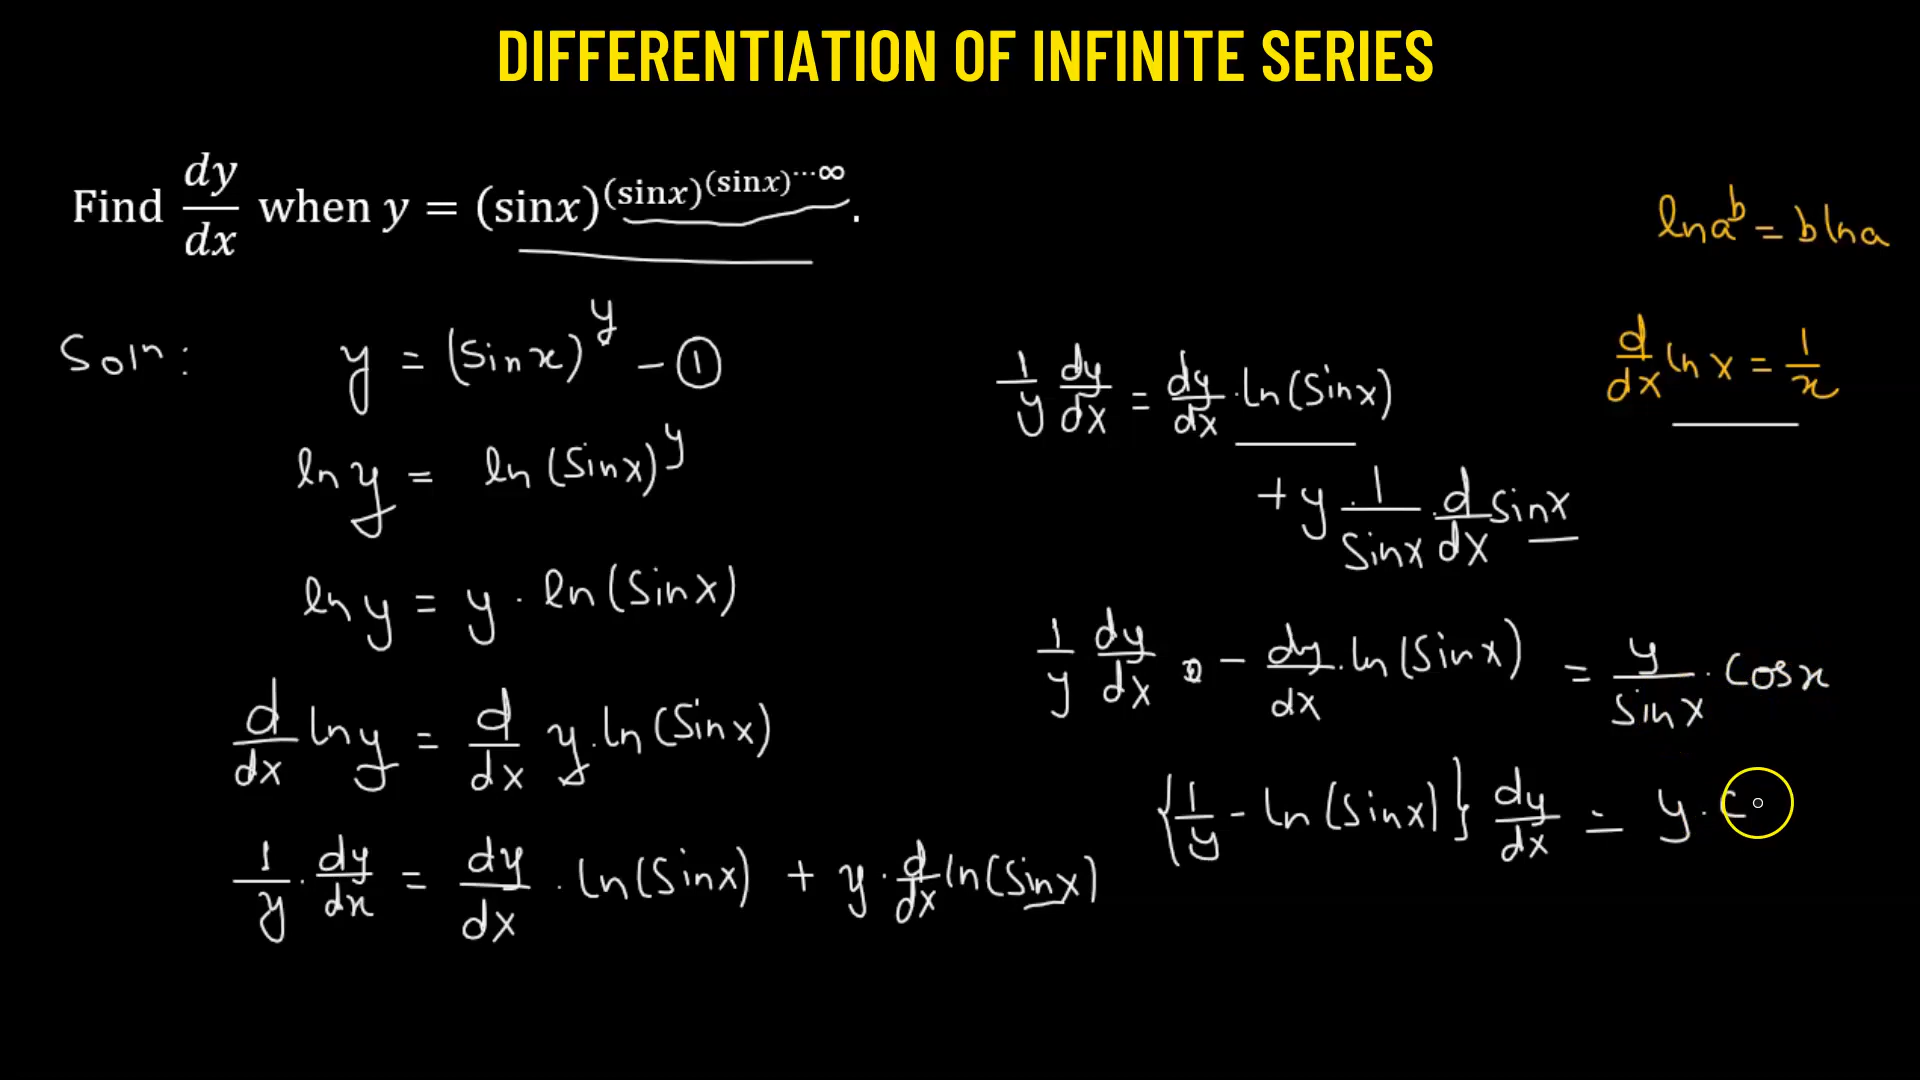 DIFFERENTIATION OF INFINITE SERIES
Find dy/dx when y = (sinx)^(sinx)^(sinx)^⋯∞.
Soln: y = (Sinx)^y – ①
ln y = ln (Sinx)^y
ln y = y · ln (Sinx)
d/dx ln y = d/dx y · ln (Sinx)
1/y · dy/dx = dy/dx · ln (Sinx) + y · d/dx ln (Sinx)
1/y dy/dx = dy/dx · ln (Sinx)
+ y · 1/Sinx · d/dx Sinx
1/y dy/dx – dy/dx · ln (Sinx) = y/Sinx · Cosx
{1/y – ln (Sinx)} dy/dx = y · C
ln a^b = b ln a
d/dx ln x = 1/x